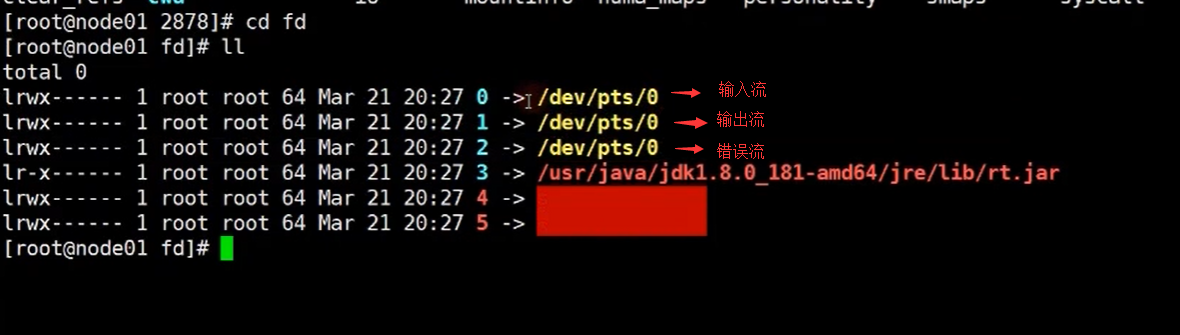 [root@node01 2878]# cd fd
[root@node01 fd]# ll
total 0
lrwx------ 1 root root 64 Mar 21 20:27 0 -> /dev/pts/0 输入流
lrwx------ 1 root root 64 Mar 21 20:27 1 -> /dev/pts/0 输出流
lrwx------ 1 root root 64 Mar 21 20:27 2 -> /dev/pts/0 错误流
lr-x------ 1 root root 64 Mar 21 20:27 3 -> /usr/java/jdk1.8.0_181-amd64/jre/lib/rt.jar
lrwx------ 1 root root 64 Mar 21 20:27 4 ->
lrwx------ 1 root root 64 Mar 21 20:27 5 ->
[root@node01 fd]#